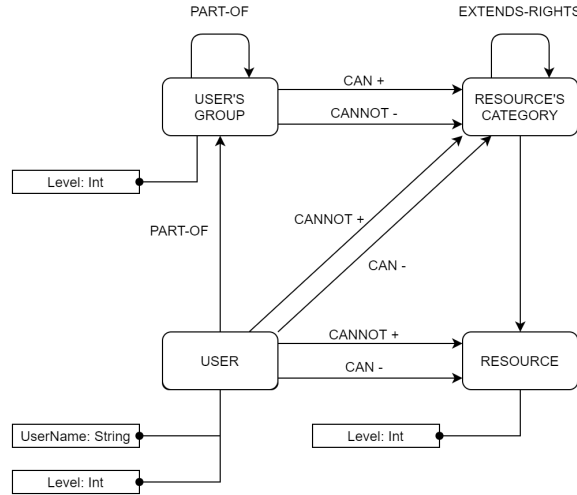 PART-OF
EXTENDS-RIGHTS
USER'S
GROUP
CAN +
CANNOT -
RESOURCE'S
CATEGORY
Level: Int
PART-OF
CANNOT +
CAN -
USER
CANNOT +
CAN -
RESOURCE
UserName: String
Level: Int
Level: Int